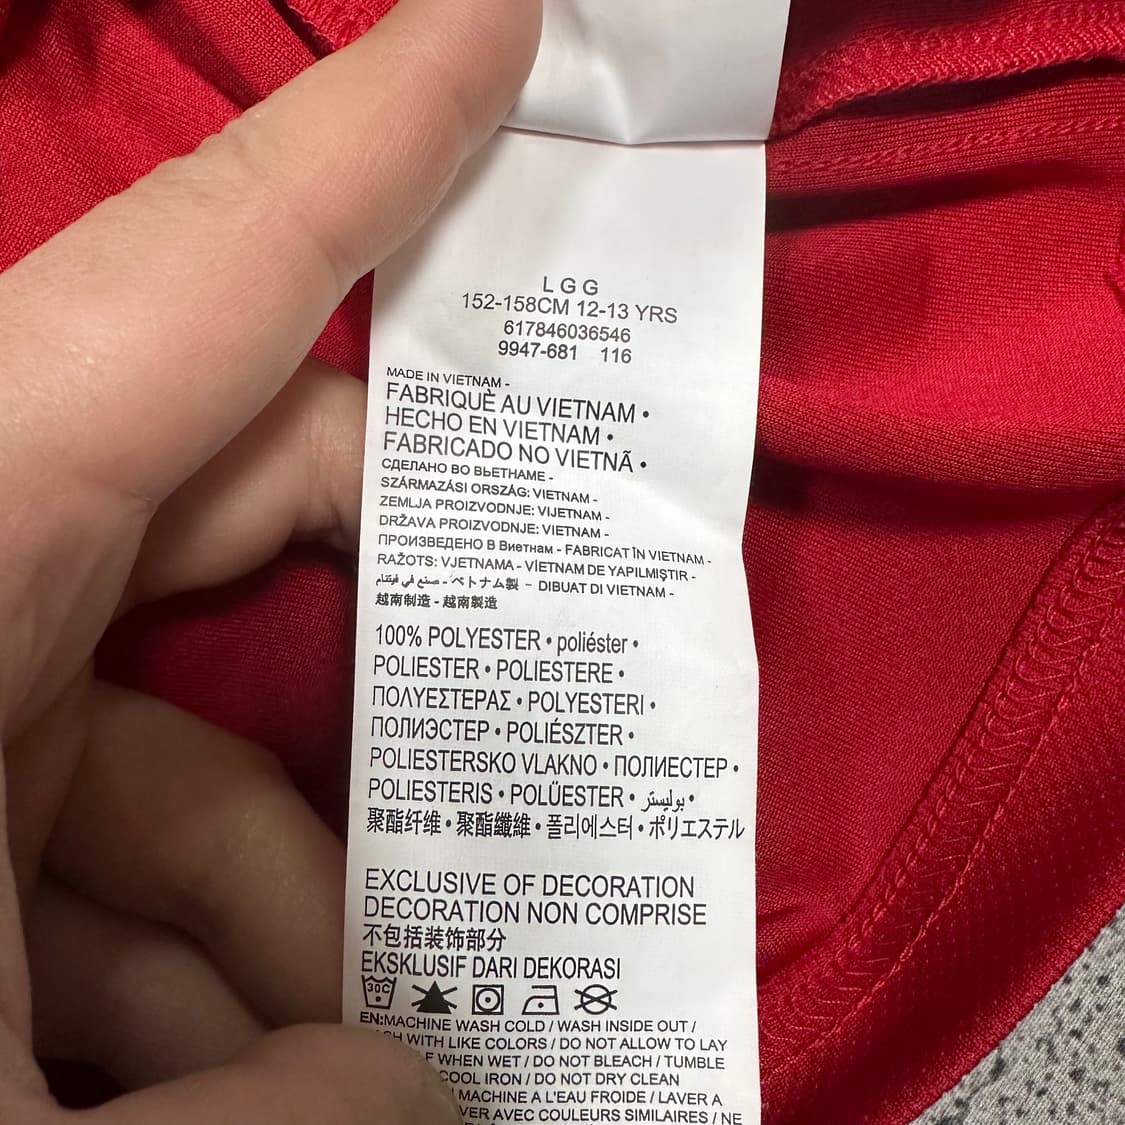 L G G
152-158CM 12-13 YRS
617846036546
9947-681 116
MADE IN VIETNAM -
FABRIQUÈ AU VIETNAM •
HECHO EN VIETNAM •
FABRICADO NO VIETNÃ •
СДЕЛАНО ВО ВЬЕТНАМЕ -
SZÁRMAZÁSI ORSZÁG: VIETNAM -
ZEMLJA PROIZVODNJE: VIJETNAM -
DRŽAVA PROIZVODNJE: VIETNAM -
ПРОИЗВЕДЕНО В Виетнам - FABRICAT ÎN VIETNAM -
RAŽOTS: VJETNAMA - VİETNAM DE YAPILMIŞTIR -
صنع في فيتنام - ベトナム製 - DIBUAT DI VIETNAM -
越南制造 - 越南製造
100% POLYESTER • poliéster •
POLIESTER • POLIESTERE •
ΠΟΛΥΕΣΤΕΡΑΣ • POLYESTERI •
ПОЛИЭСТЕР • POLIÉSZTER •
POLIESTERSKO VLAKNO • ПОЛИЕСТЕР •
POLIESTERIS • POLÜESTER • بوليستر •
聚酯纤维 • 聚酯纖維 • 폴리에스터 • ポリエステル
EXCLUSIVE OF DECORATION
DECORATION NON COMPRISE
不包括装饰部分
EKSKLUSIF DARI DEKORASI
30C
EN:MACHINE WASH COLD / WASH INSIDE OUT /
WITH LIKE COLORS / DO NOT ALLOW TO LAY
WHEN WET / DO NOT BLEACH / TUMBLE
COOL IRON / DO NOT DRY CLEAN
MACHINE A L'EAU FROIDE / LAVER A
AVEC COULEURS SIMILAIRES / NE